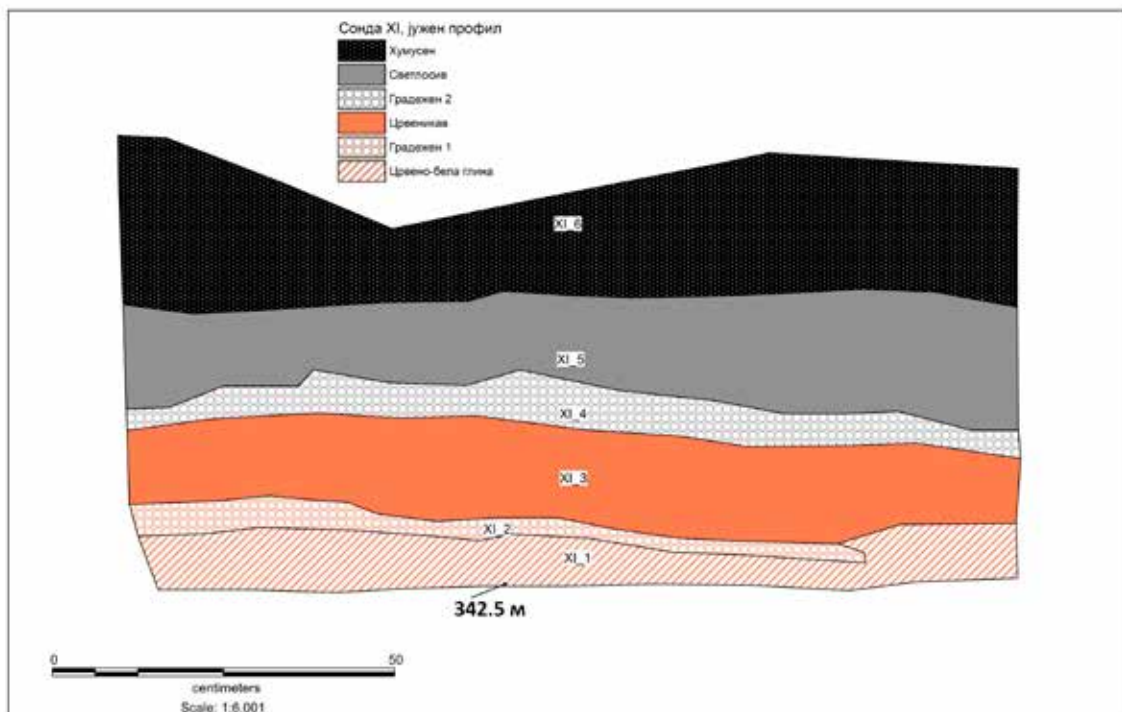 Сонда XI, јужен профил
Хумусен
Светлосив
Градежен 2
Црвеникав
Градежен 1
Црвено-бела глина
XI_6
XI_5
XI_4
XI_3
XI_2
XI_1
342.5 м
0 50
centimeters
Scale: 1:6.001